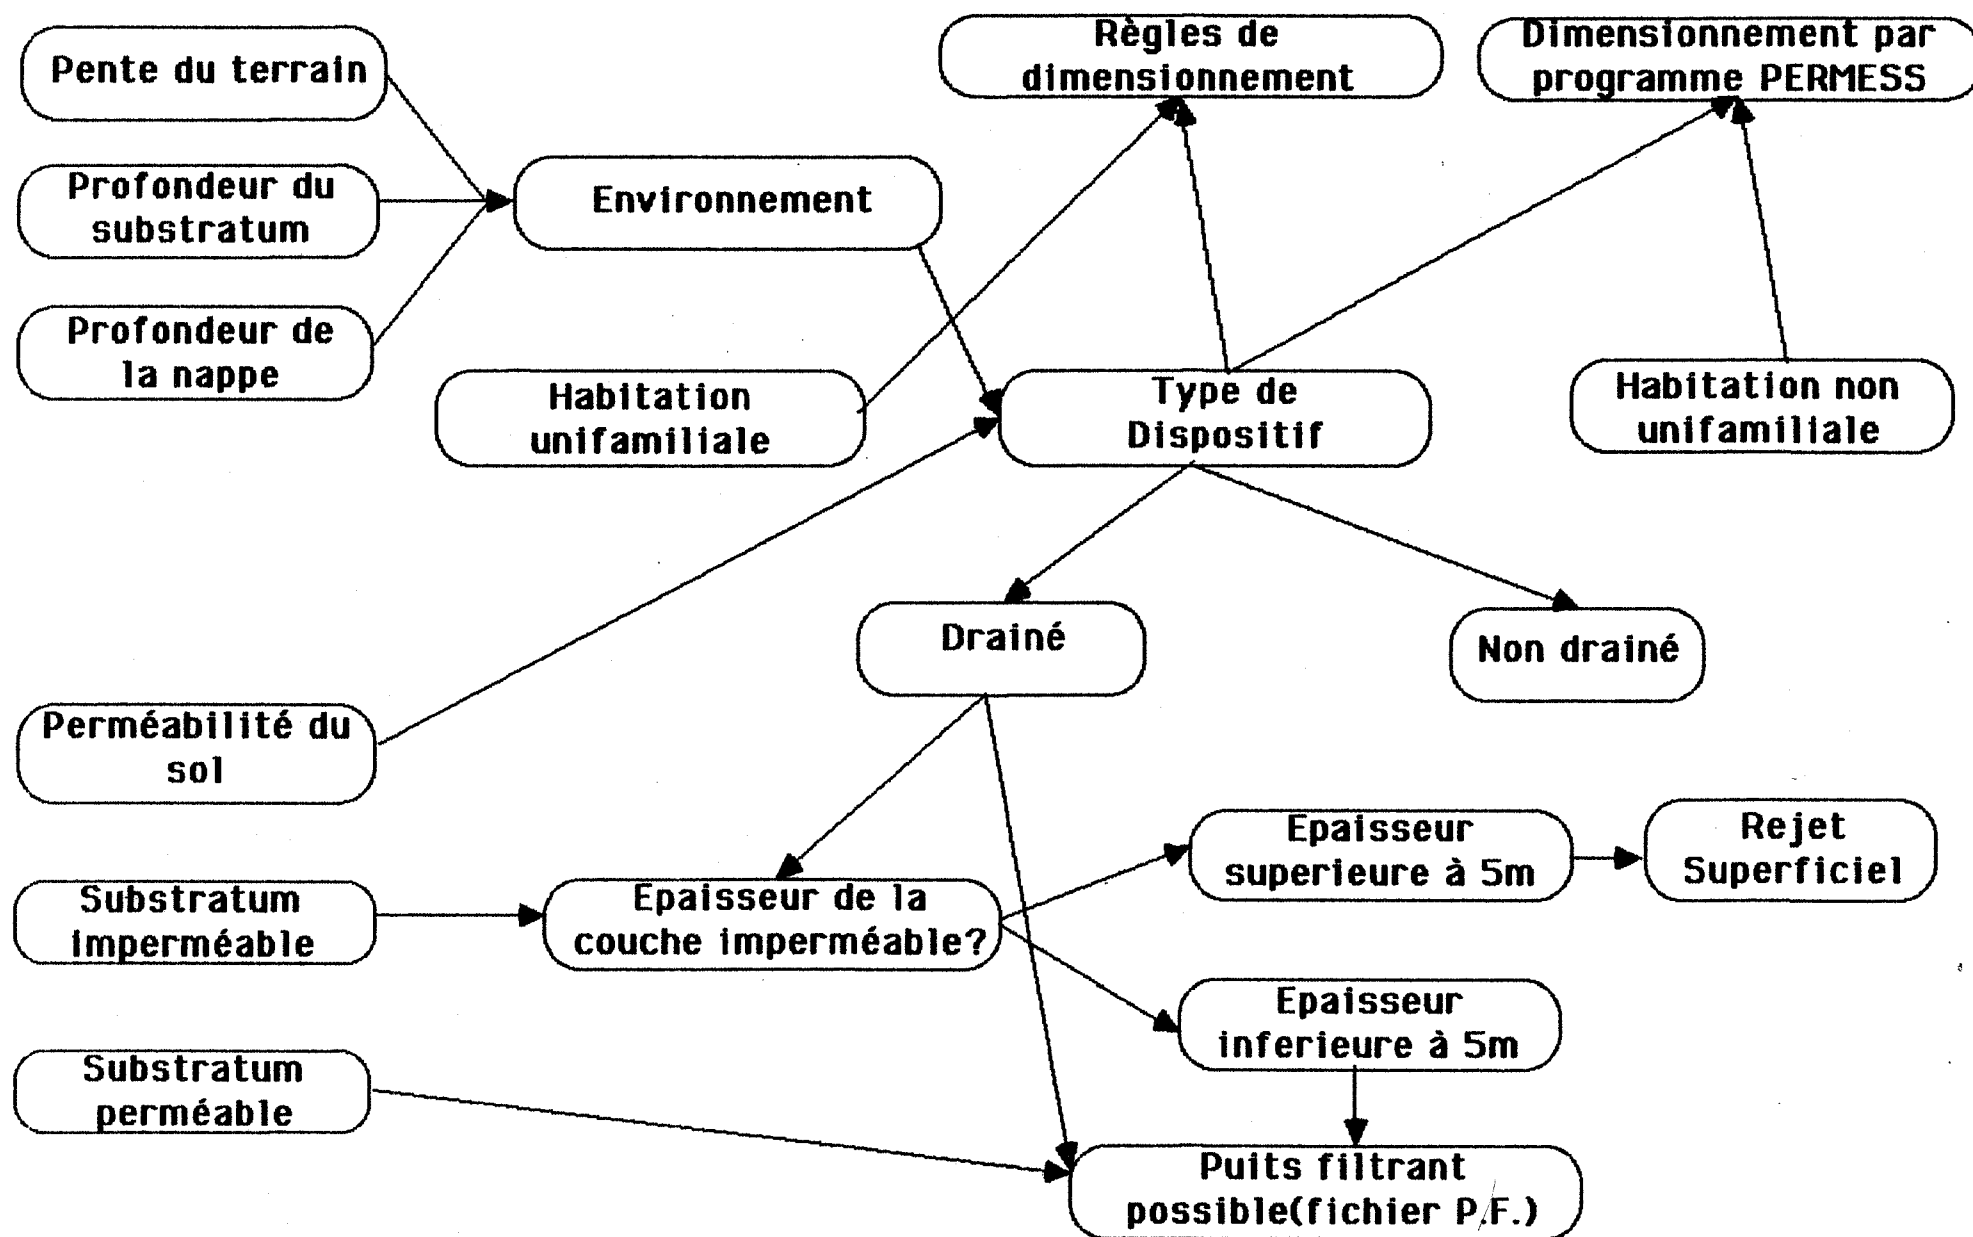 Règles de
dimensionnement
Dimensionnement par
programme PERMESS
Pente du terrain
Profondeur du
substratum
Environnement
Profondeur de
la nappe
Habitation
unifamiliale
Type de
Dispositif
Habitation non
unifamiliale
Drainé
Non drainé
Perméabilité du
sol
Epaisseur
superieure à 5m
Rejet
Superficiel
Substratum
imperméable
Epaisseur de la
couche imperméable?
Epaisseur
inferieure à 5m
Substratum
perméable
Puits filtrant
possible(fichier P.F.)